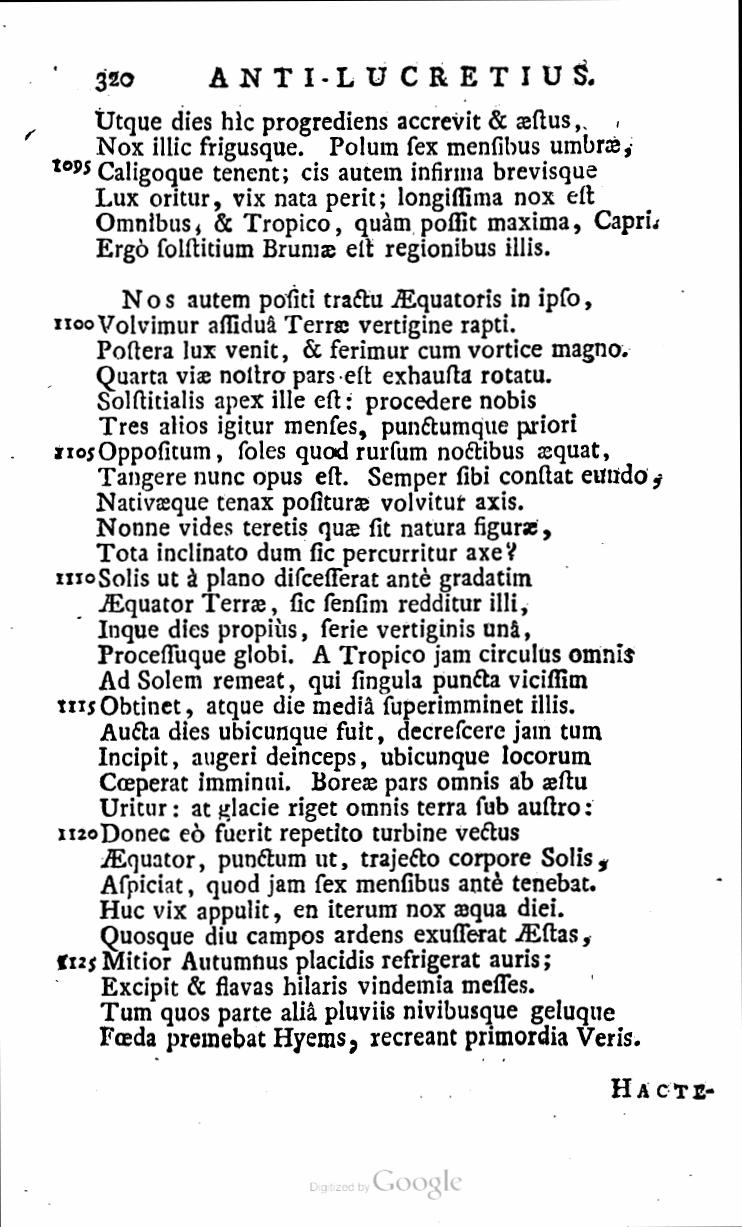 320 ANTI-LUCRETIUS.
Utque dies hîc progrediens accrevit & æſtus,
Nox illic frigusque. Polum ſex menſibus umbræ,
1095 Caligoque tenent; cis autem infirma brevisque
Lux oritur, vix nata perit; longiſſima nox eſt
Omnibus, & Tropico, quàm poſſit maxima, Capri.
Ergò ſolſtitium Brumæ eſt regionibus illis.
Nos autem poſiti tractu Æquatoris in ipſo,
1100 Volvimur aſſiduâ Terræ vertigine rapti.
Poſtera lux venit, & ferimur cum vortice magno.
Quarta viæ noſtro pars eſt exhauſta rotatu.
Solſtitialis apex ille eſt: procedere nobis
Tres alios igitur menſes, punctumque priori
1105 Oppoſitum, ſoles quod rurſum noctibus æquat,
Tangere nunc opus eſt. Semper ſibi conſtat eundo,
Nativæque tenax poſituræ volvitur axis.
Nonne vides teretis quæ ſit natura figuræ,
Tota inclinato dum ſic percurritur axe?
1110 Solis ut à plano diſceſſerat antè gradatim
Æquator Terræ, ſic ſenſim redditur illi,
Inque dies propiùs, ſerie vertiginis unâ,
Proceſſuque globi. A Tropico jam circulus omnis
Ad Solem remeat, qui ſingula puncta viciſſim
1115 Obtinet, atque die mediâ ſuperimminet illis.
Aucta dies ubicunque fuit, decreſcere jam tum
Incipit, augeri deinceps, ubicunque locorum
Cœperat imminui. Boreæ pars omnis ab æſtu
Uritur: at glacie riget omnis terra ſub auſtro:
1120 Donec eò fuerit repetito turbine vectus
Æquator, punctum ut, trajecto corpore Solis,
Aſpiciat, quod jam ſex menſibus antè tenebat.
Huc vix appulit, en iterum nox æqua diei.
Quosque diu campos ardens exuſſerat Æſtas,
1125 Mitior Autumnus placidis refrigerat auris;
Excipit & flavas hilaris vindemia meſſes.
Tum quos parte aliâ pluviis nivibusque geluque
Fœda premebat Hyems, recreant primordia Veris.
HACTE-
Digitized by Google